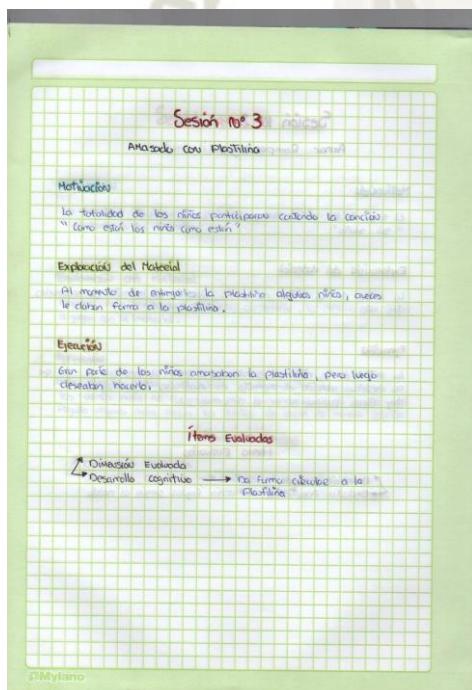 Sesión nº 3
Amasado con Plastilina
Motivación
La totalidad de los niños participaron cantando la canción
"Como están los niños como están"
Exploración del Material
Al momento de entregarles la plastilina algunos niños, aveces
le daban forma a la plastilina.
Ejecución
Gran parte de los niños amasaban la plastilina, pero luego
deseaban hacerlo.
Ítems Evaluados
Dimensión Evaluada
Desarrollo cognitivo → Da forma circular a la
Plastilina
Mylano